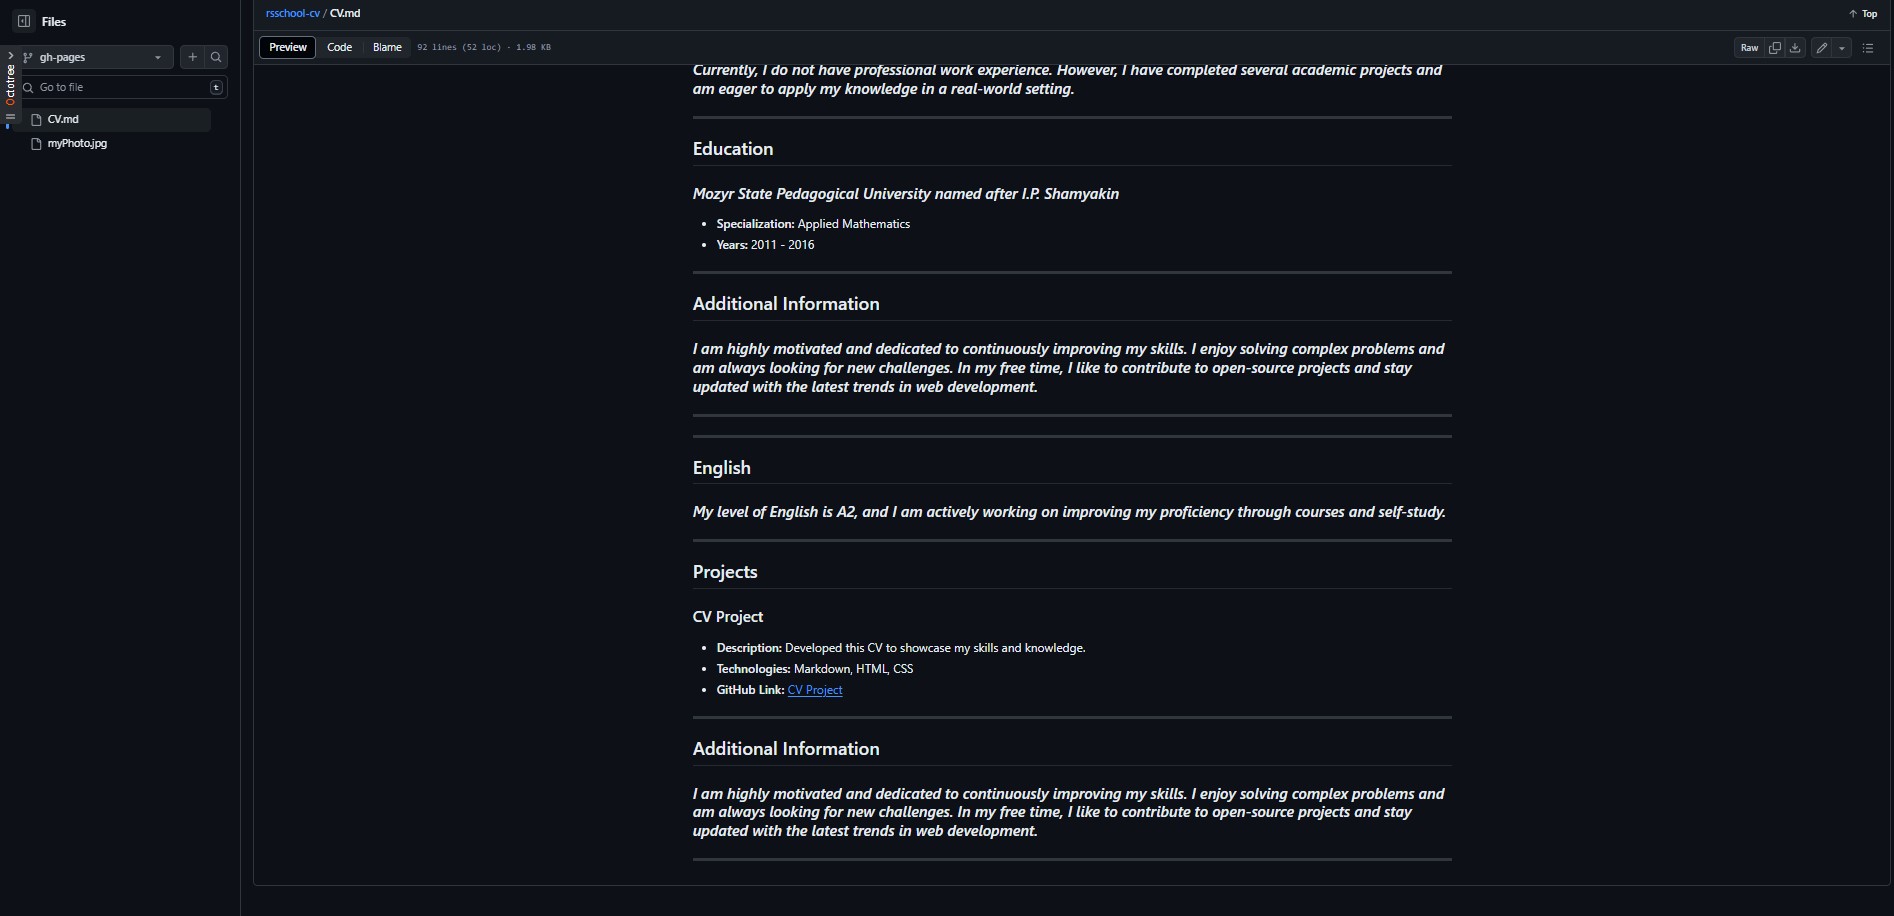 Files
rsschool-cv / CV.md
Top
Preview Code Blame 92 lines (52 loc) · 1.98 KB
Raw
gh-pages
Octotree
Go to file
t
CV.md
myPhoto.jpg
Currently, I do not have professional work experience. However, I have completed several academic projects and
am eager to apply my knowledge in a real-world setting.
Education
Mozyr State Pedagogical University named after I.P. Shamyakin
• Specialization: Applied Mathematics
• Years: 2011 - 2016
Additional Information
I am highly motivated and dedicated to continuously improving my skills. I enjoy solving complex problems and
am always looking for new challenges. In my free time, I like to contribute to open-source projects and stay
updated with the latest trends in web development.
English
My level of English is A2, and I am actively working on improving my proficiency through courses and self-study.
Projects
CV Project
• Description: Developed this CV to showcase my skills and knowledge.
• Technologies: Markdown, HTML, CSS
• GitHub Link: CV Project
Additional Information
I am highly motivated and dedicated to continuously improving my skills. I enjoy solving complex problems and
am always looking for new challenges. In my free time, I like to contribute to open-source projects and stay
updated with the latest trends in web development.